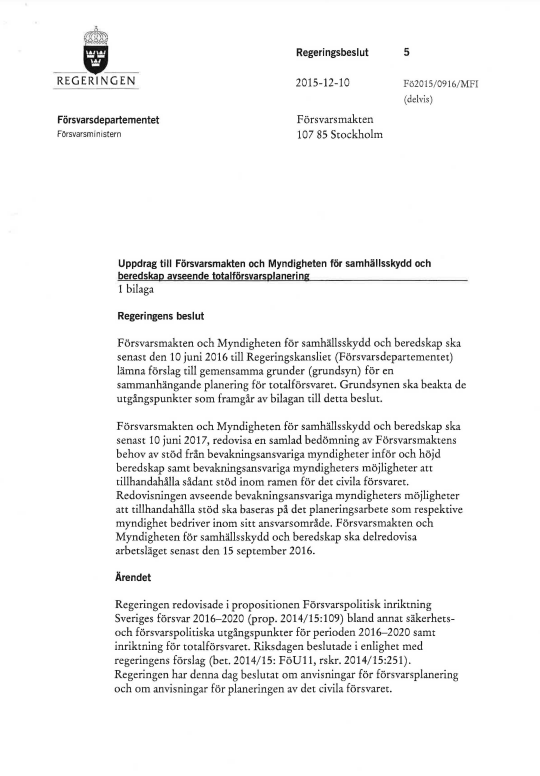 REGERINGEN
Försvarsdepartementet
Försvarsministern
Regeringsbeslut 5
2015-12-10 Fö2015/0916/MFI
(delvis)
Försvarsmakten
107 85 Stockholm
Uppdrag till Försvarsmakten och Myndigheten för samhällsskydd och
beredskap avseende totalförsvarsplanering
1 bilaga
Regeringens beslut
Försvarsmakten och Myndigheten för samhällsskydd och beredskap ska
senast den 10 juni 2016 till Regeringskansliet (Försvarsdepartementet)
lämna förslag till gemensamma grunder (grundsyn) för en
sammanhängande planering för totalförsvaret. Grundsynen ska beakta de
utgångspunkter som framgår av bilagan till detta beslut.
Försvarsmakten och Myndigheten för samhällsskydd och beredskap ska
senast 10 juni 2017, redovisa en samlad bedömning av Försvarsmaktens
behov av stöd från bevakningsansvariga myndigheter inför och höjd
beredskap samt bevakningsansvariga myndigheters möjligheter att
tillhandahålla sådant stöd inom ramen för det civila försvaret.
Redovisningen avseende bevakningsansvariga myndigheters möjligheter
att tillhandahålla stöd ska baseras på det planeringsarbete som respektive
myndighet bedriver inom sitt ansvarsområde. Försvarsmakten och
Myndigheten för samhällsskydd och beredskap ska delredovisa
arbetsläget senast den 15 september 2016.
Ärendet
Regeringen redovisade i propositionen Försvarspolitisk inriktning
Sveriges försvar 2016–2020 (prop. 2014/15:109) bland annat säkerhets-
och försvarspolitiska utgångspunkter för perioden 2016–2020 samt
inriktning för totalförsvaret. Riksdagen beslutade i enlighet med
regeringens förslag (bet. 2014/15: FöU11, rskr. 2014/15:251).
Regeringen har denna dag beslutat om anvisningar för försvarsplanering
och om anvisningar för planeringen av det civila försvaret.